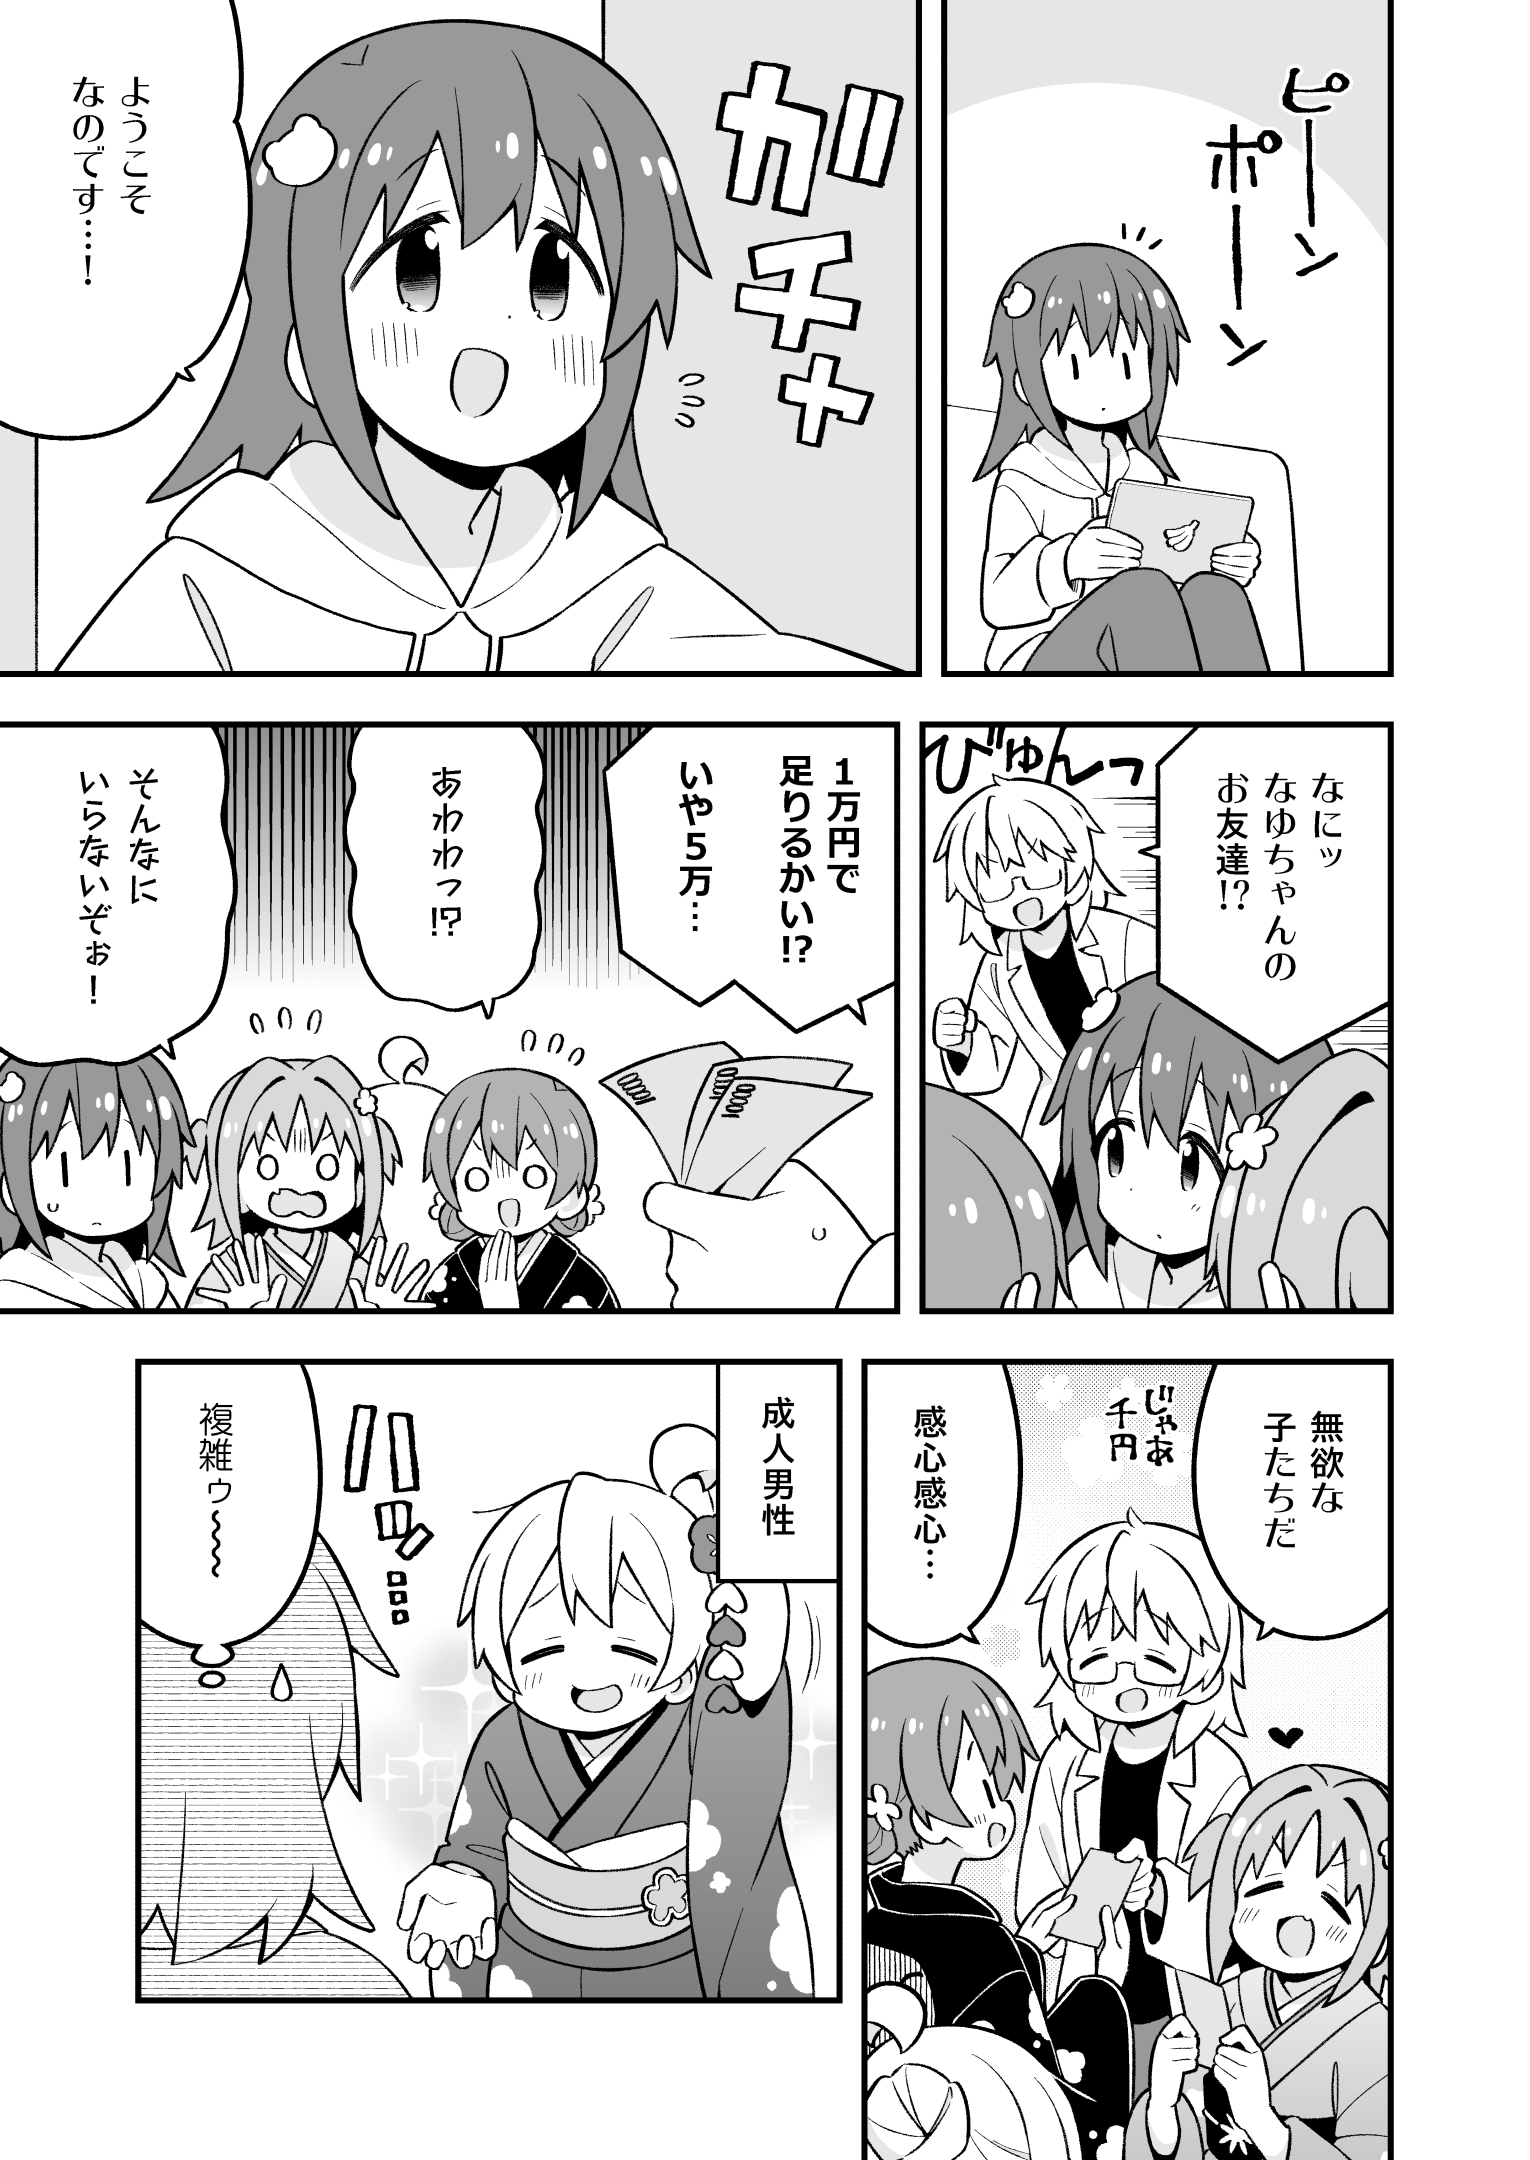 ピーン
ポーン
ガチャ
ようこそ
なのです…!
なにッ
なゆちゃんの
お友達!?
びゅんっ
1万円で
足りるかい!?
いや5万…
あわわっ!?
そんなに
いらないぞぉ!
無欲な
子たちだ
じゃあ
千円
感心感心…
成人男性
ハッ…
複雑ゥ〜〜